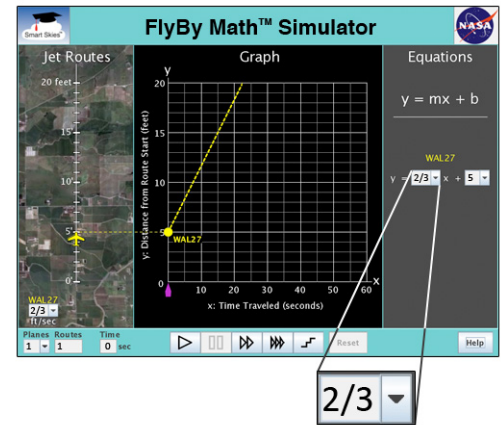 Smart Skies™
FlyBy Math™ Simulator
NASA
Jet Routes
20 feet
15'
10'
5'
0'
WAL27
2/3
ft/sec
Graph
y
20
15
10
5
0
WAL27
10 20 30 40 50 60
x
y: Distance from Route Start (feet)
x: Time Traveled (seconds)
Equations
y = mx + b
WAL27
y = 2/3 x + 5
Planes Routes Time
1 1 0 sec
Reset
Help
2/3